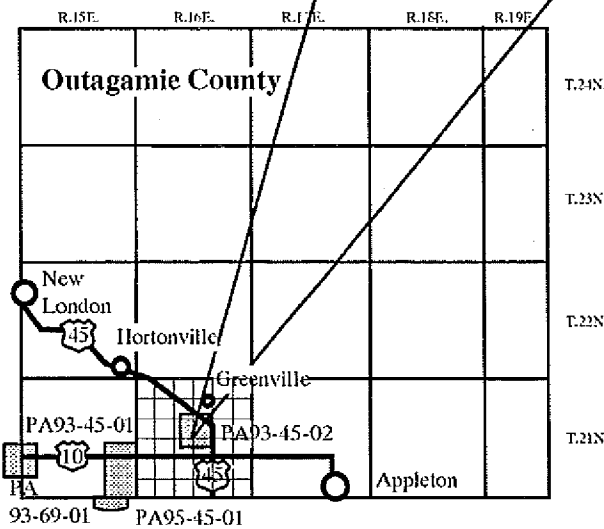 R.15E. R.16E. R.17E. R.18E. R.19E.
Outagamie County
T.24N.
T.23N.
New
London
T.22N.
45
Hortonville
Greenville
PA93-45-01
PA93-45-02
T.21N.
10
45
Appleton
PA
93-69-01
PA95-45-01